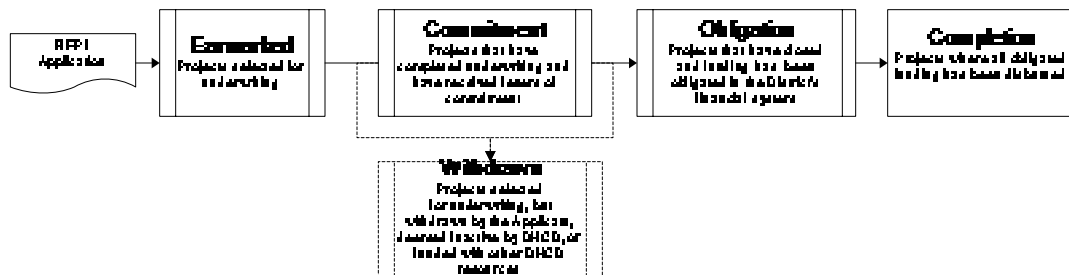 RFP/
Application
Earmarked
Projects selected for
underwriting
Commitment
Projects that have
completed underwriting and
have received letters of
commitment
Obligation
Projects that have closed
and funding has been
obligated in the District's
financial system
Completion
Projects where all obligated
funding has been disbursed
Withdrawn
Projects selected
for underwriting, but
withdrawn by the Applicant,
deemed inactive by DHCD, or
funded with other DHCD
resources